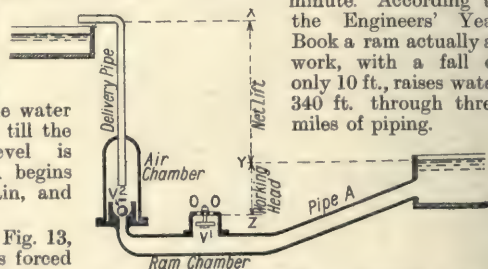 minute. According t
the Engineers' Yea
Book a ram actually a
work, with a fall o
only 10 ft., raises wate
340 ft. through thre
miles of piping.
e water
till the
evel is
begins
in, and
Fig. 13,
s forced
X
Delivery Pipe
Net Lift
Y
Air
Chamber
Working
Head
Z
V2
O O
V1
Pipe A
Ram Chamber